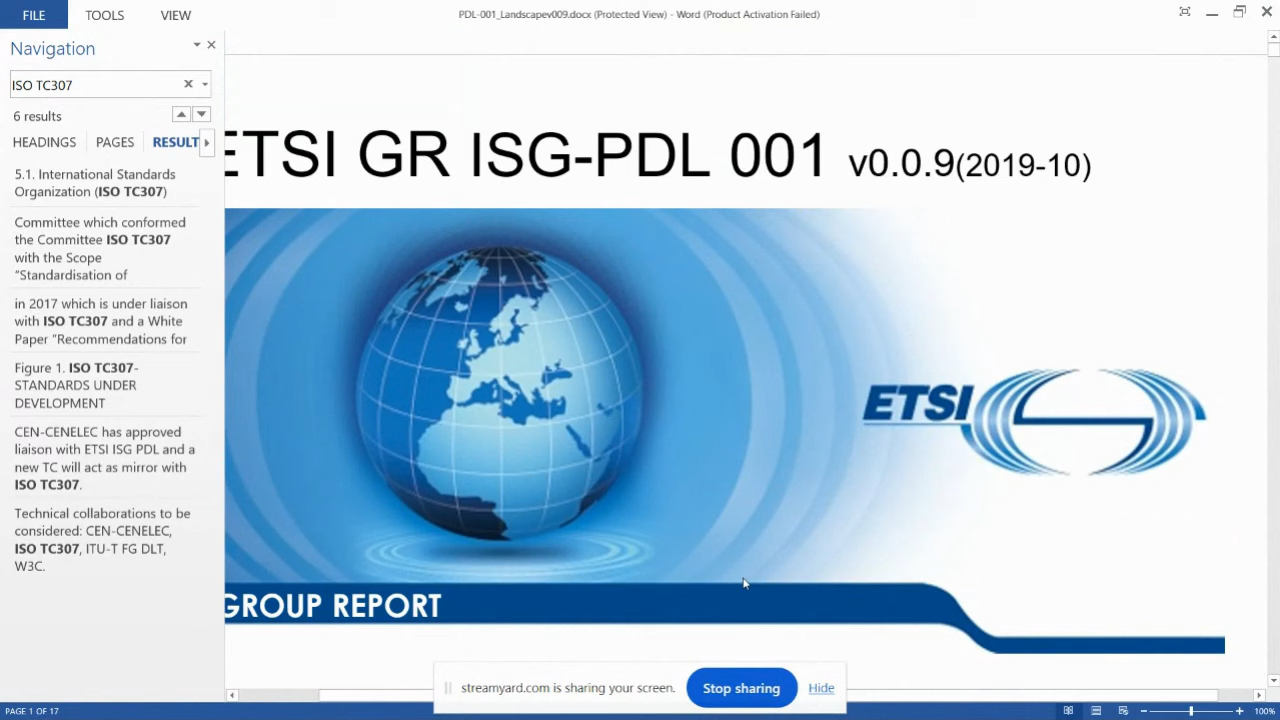 FILE TOOLS VIEW
PDL-001_Landscapev009.docx (Protected View) - Word (Product Activation Failed)
Navigation
ISO TC307
6 results
HEADINGS PAGES RESULT
5.1. International Standards
Organization (ISO TC307)
Committee which conformed
the Committee ISO TC307
with the Scope
"Standardisation of
in 2017 which is under liaison
with ISO TC307 and a White
Paper "Recommendations for
Figure 1. ISO TC307-
STANDARDS UNDER
DEVELOPMENT
CEN-CENELEC has approved
liaison with ETSI ISG PDL and a
new TC will act as mirror with
ISO TC307.
Technical collaborations to be
considered: CEN-CENELEC,
ISO TC307, ITU-T FG DLT,
W3C.
ETSI GR ISG-PDL 001 v0.0.9(2019-10)
ETSI
GROUP REPORT
streamyard.com is sharing your screen. Stop sharing Hide
PAGE 1 OF 17
100%